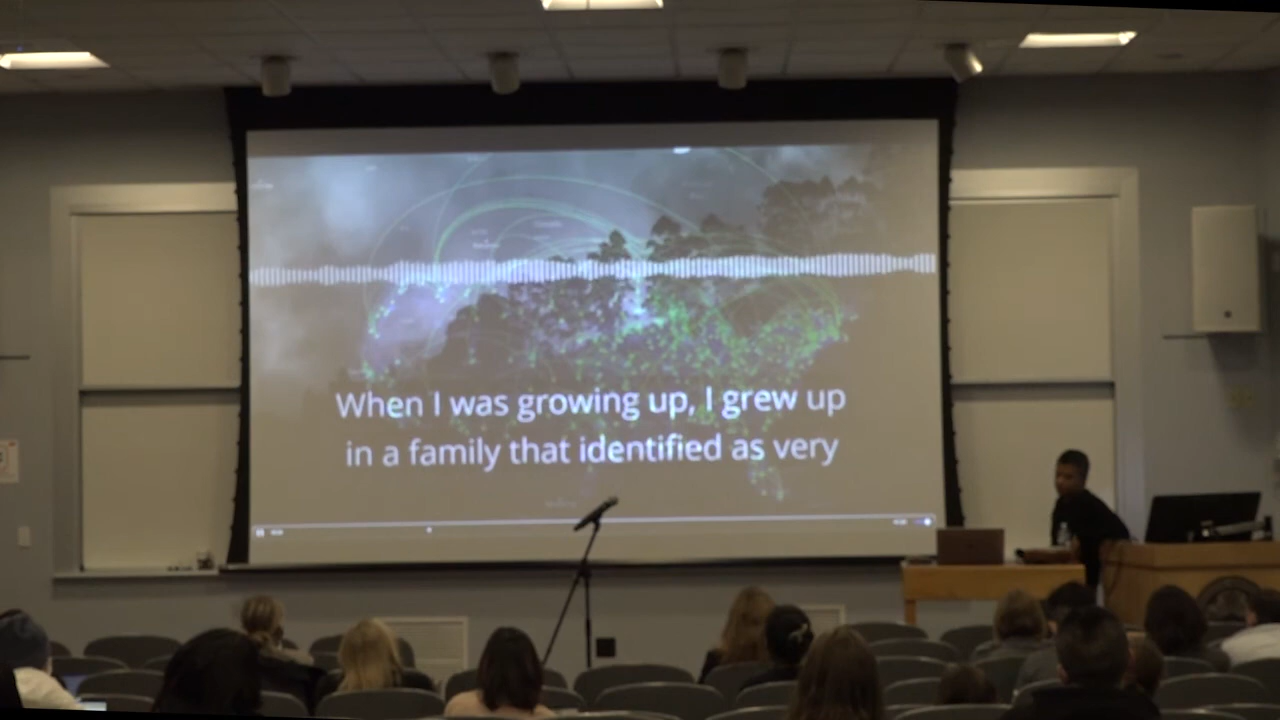 When I was growing up, I grew up
in a family that identified as very